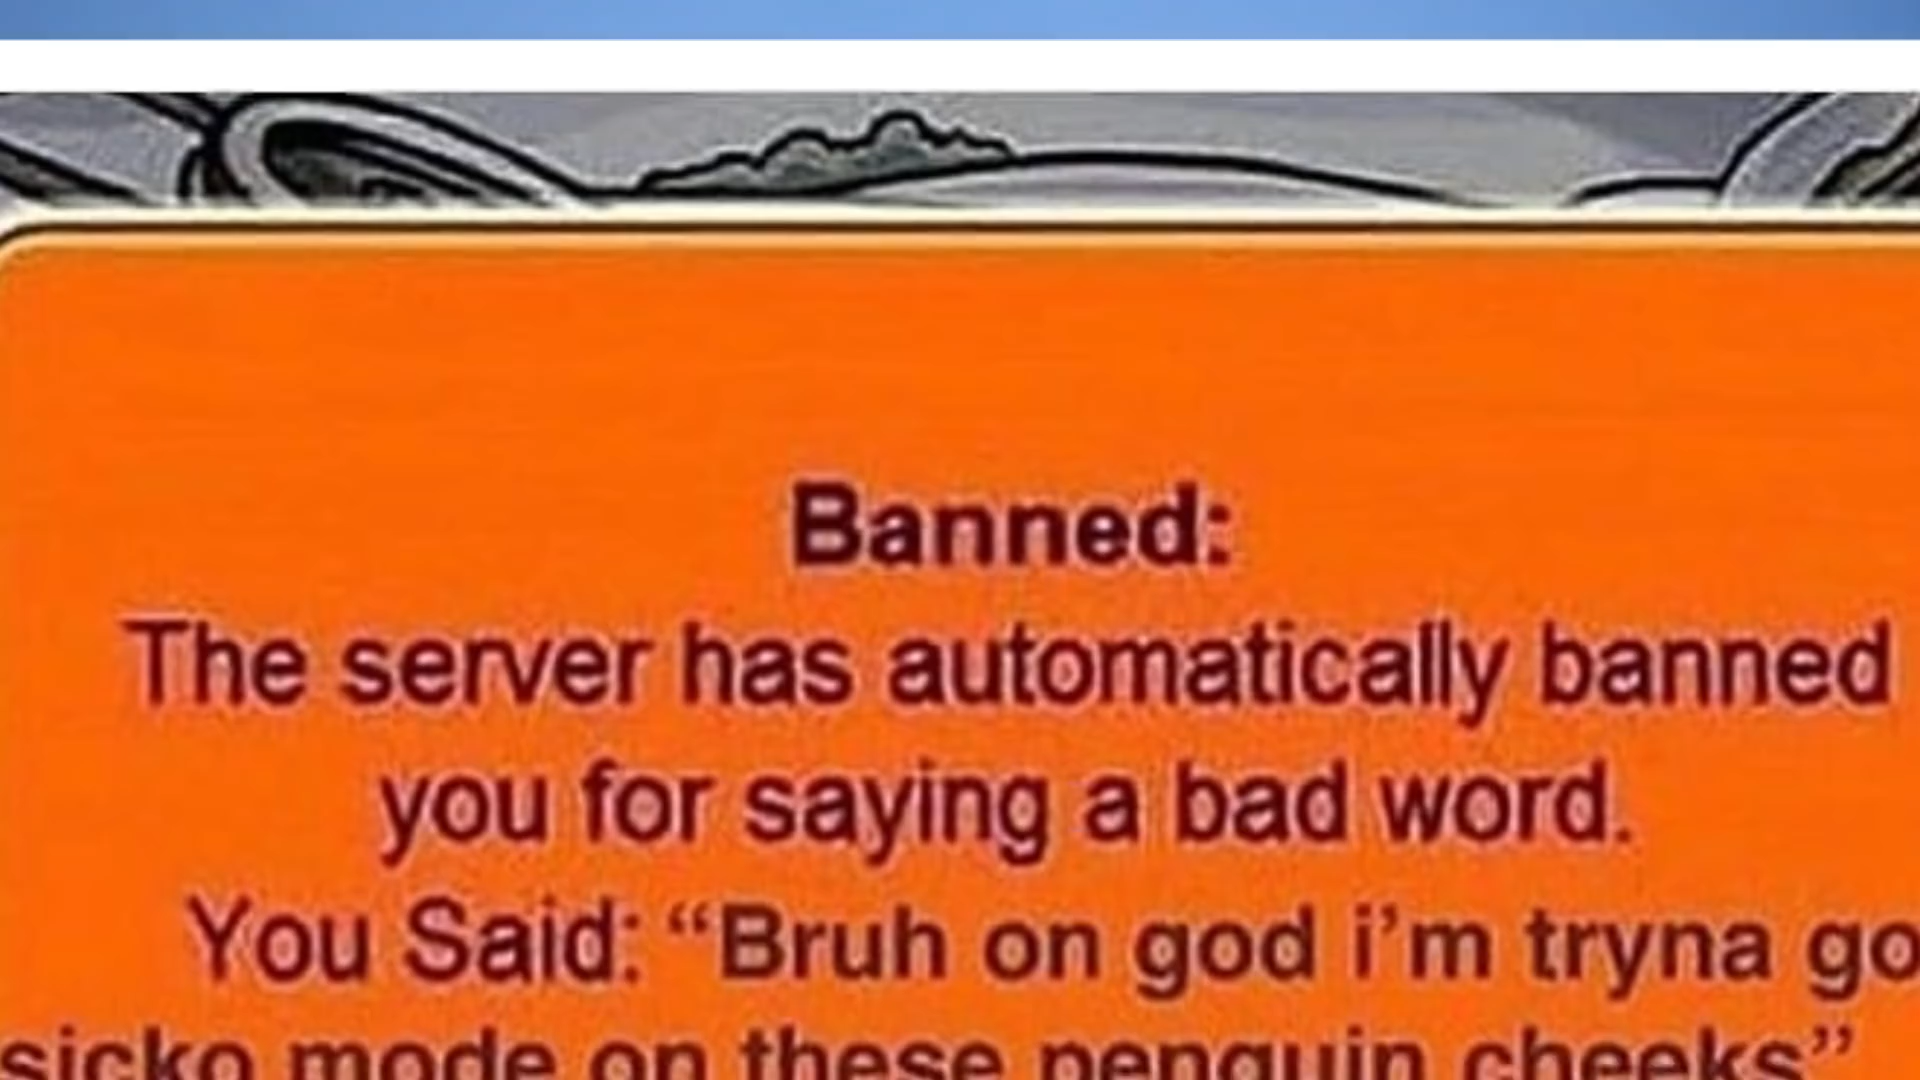 Banned:
The server has automatically banned
you for saying a bad word.
You Said: “Bruh on god i’m tryna go
sicko mode on these penguin cheeks”